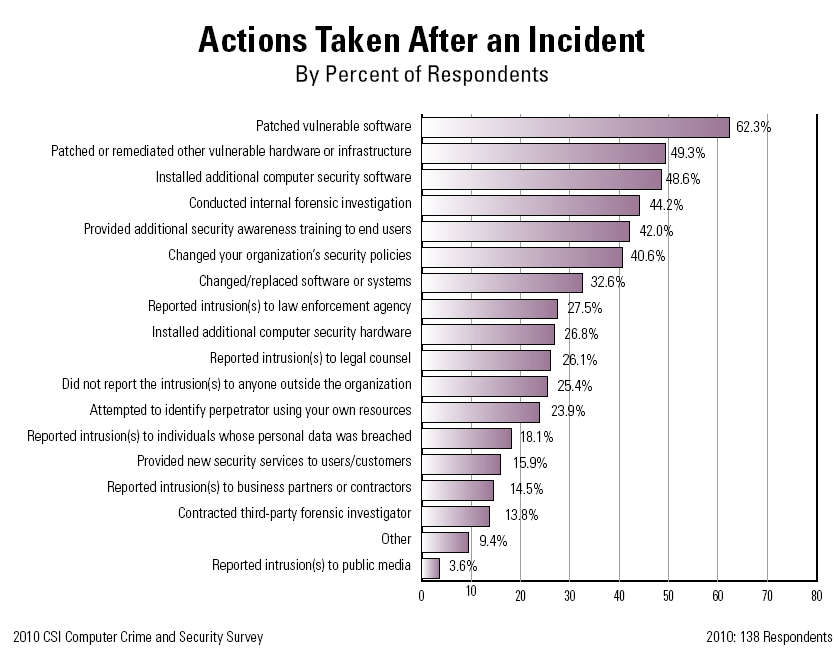 Actions Taken After an Incident
By Percent of Respondents
Patched vulnerable software 62.3%
Patched or remediated other vulnerable hardware or infrastructure 49.3%
Installed additional computer security software 48.6%
Conducted internal forensic investigation 44.2%
Provided additional security awareness training to end users 42.0%
Changed your organization's security policies 40.6%
Changed/replaced software or systems 32.6%
Reported intrusion(s) to law enforcement agency 27.5%
Installed additional computer security hardware 26.8%
Reported intrusion(s) to legal counsel 26.1%
Did not report the intrusion(s) to anyone outside the organization 25.4%
Attempted to identify perpetrator using your own resources 23.9%
Reported intrusion(s) to individuals whose personal data was breached 18.1%
Provided new security services to users/customers 15.9%
Reported intrusion(s) to business partners or contractors 14.5%
Contracted third-party forensic investigator 13.8%
Other 9.4%
Reported intrusion(s) to public media 3.6%
0 10 20 30 40 50 60 70 80
2010 CSI Computer Crime and Security Survey 2010: 138 Respondents